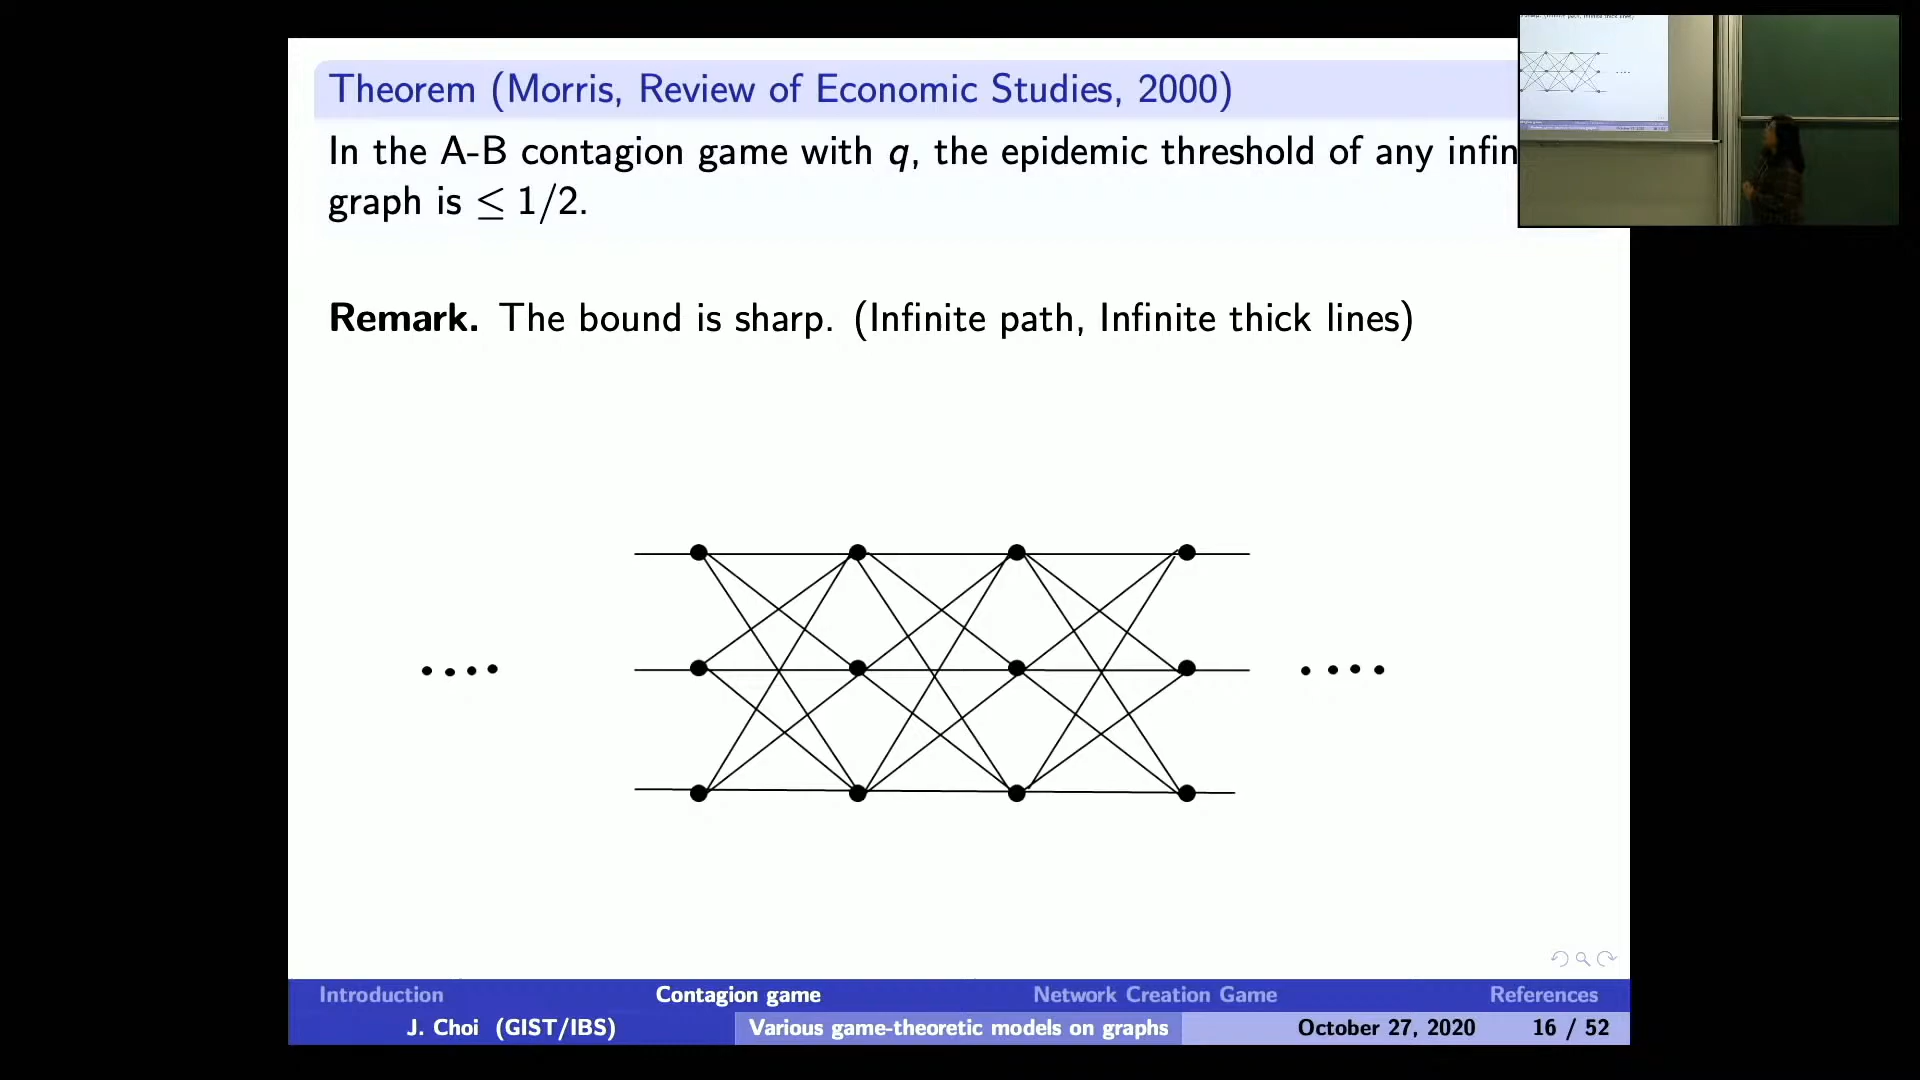 Theorem (Morris, Review of Economic Studies, 2000)
In the A-B contagion game with q, the epidemic threshold of any infin
graph is ≤ 1/2.
Remark. The bound is sharp. (Infinite path, Infinite thick lines)
Introduction Contagion game Network Creation Game References
J. Choi (GIST/IBS) Various game-theoretic models on graphs October 27, 2020 16 / 52